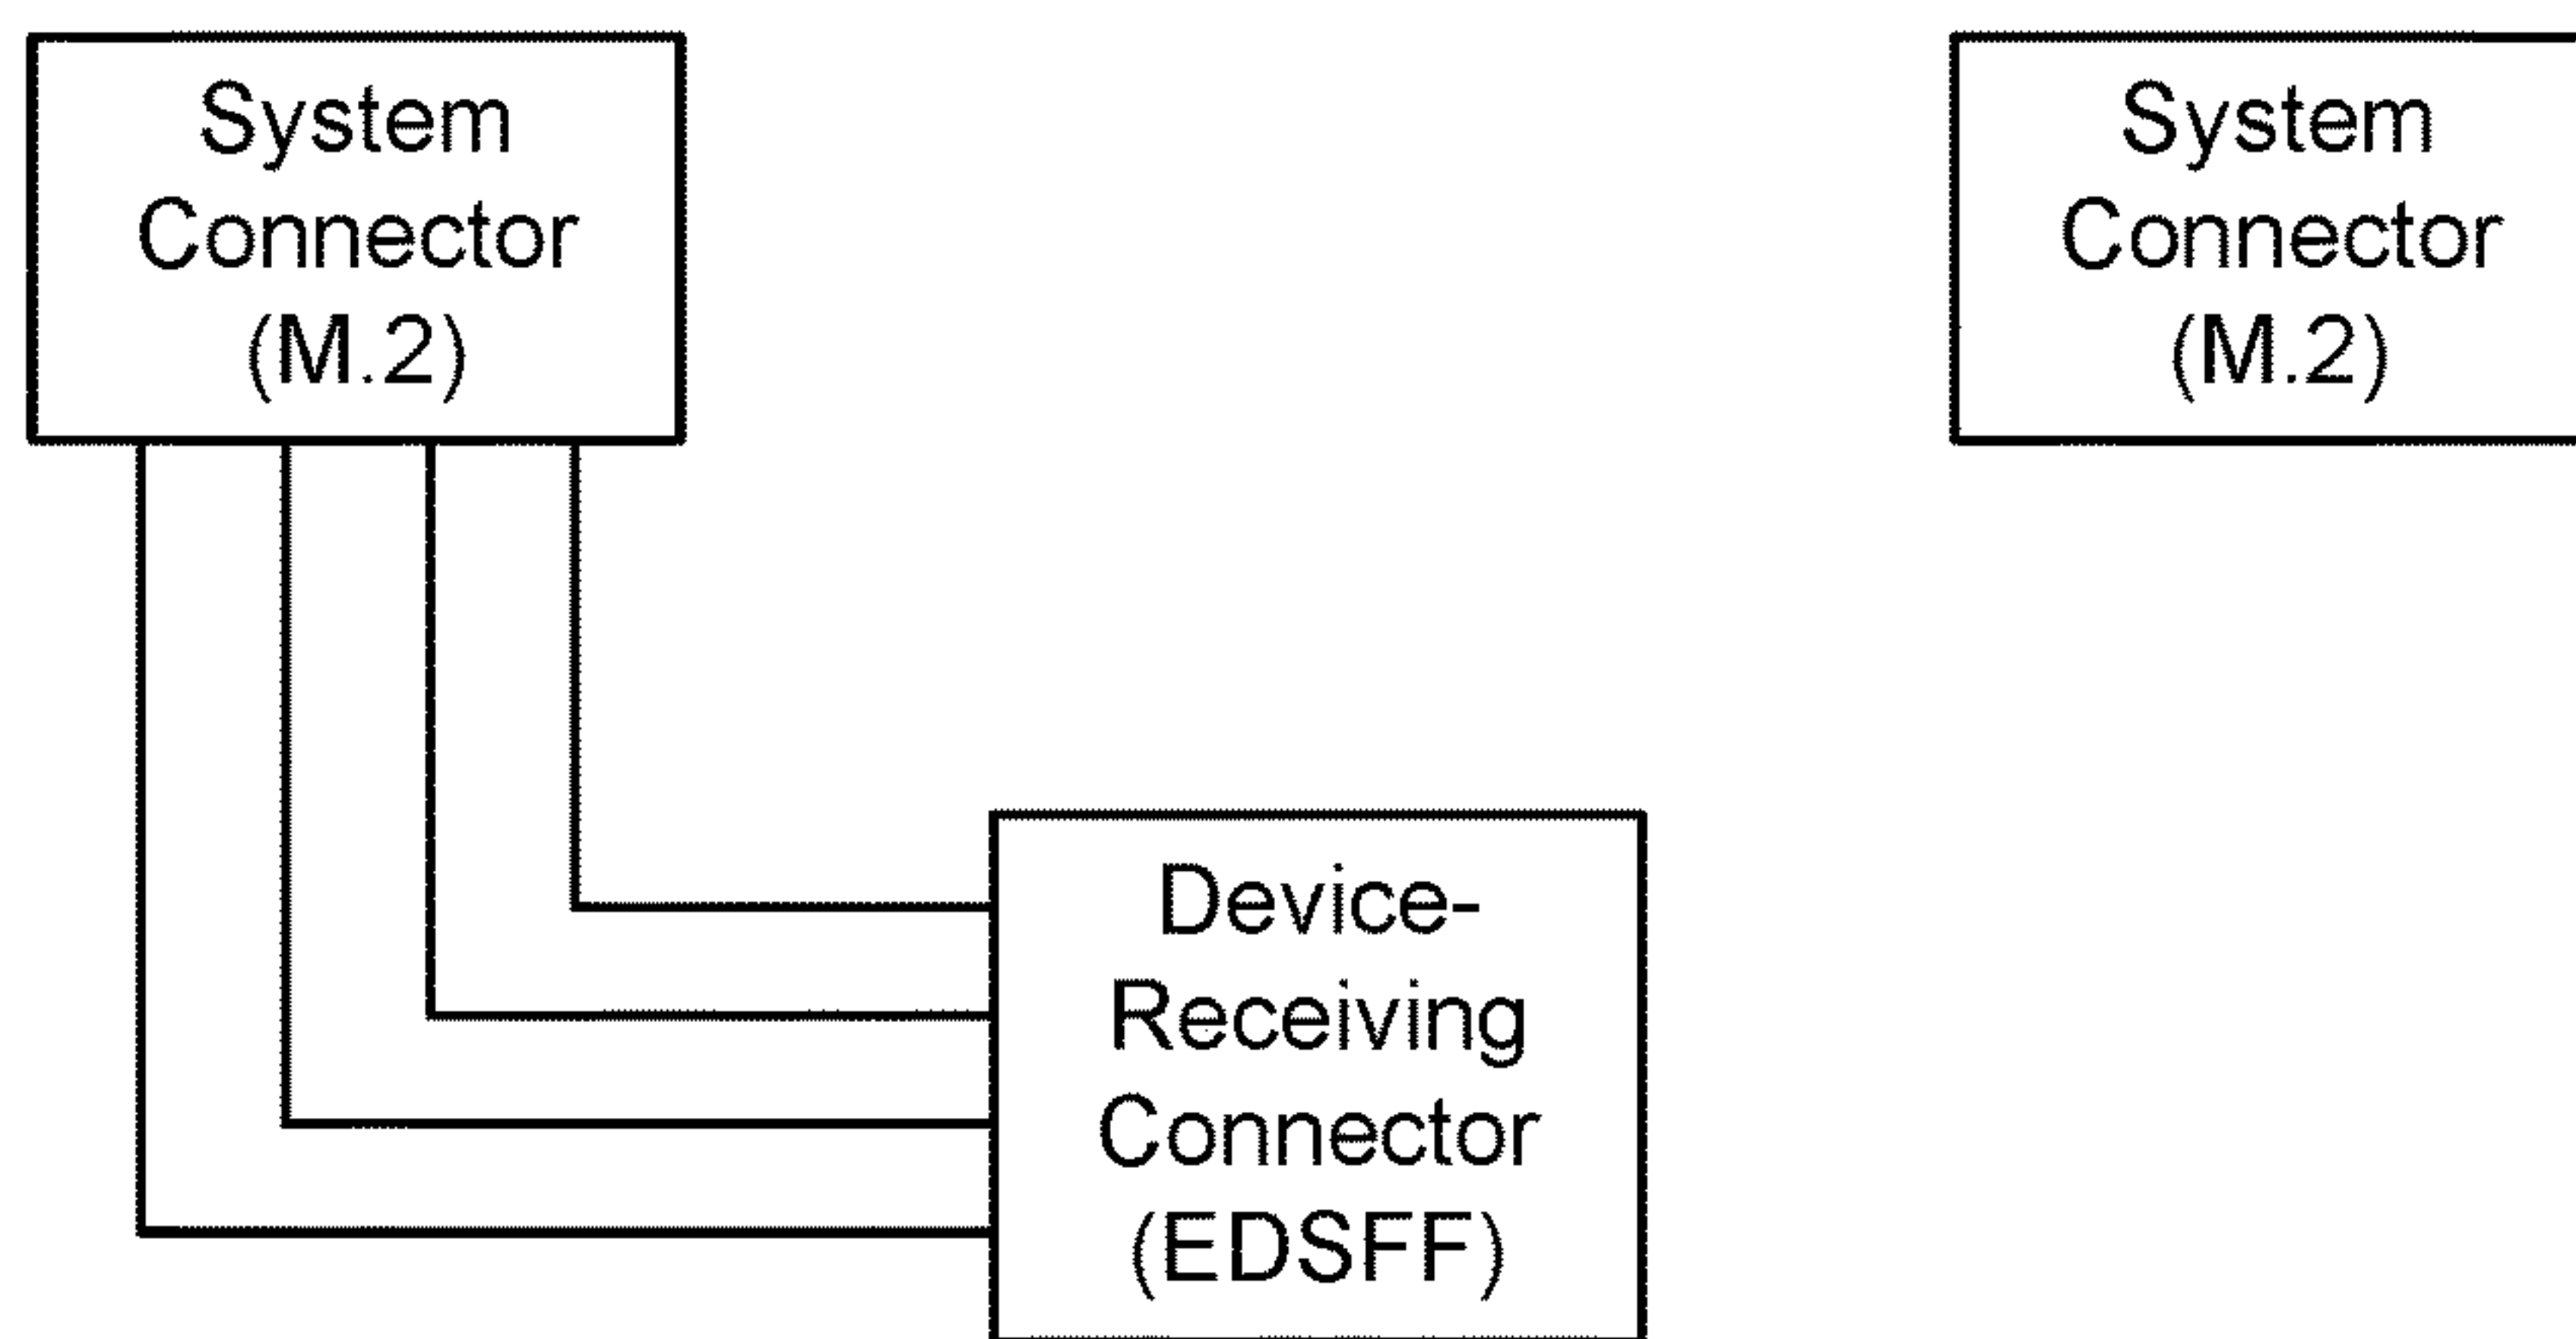 System
Connector
(M.2)
System
Connector
(M.2)
Device-
Receiving
Connector
(EDSFF)